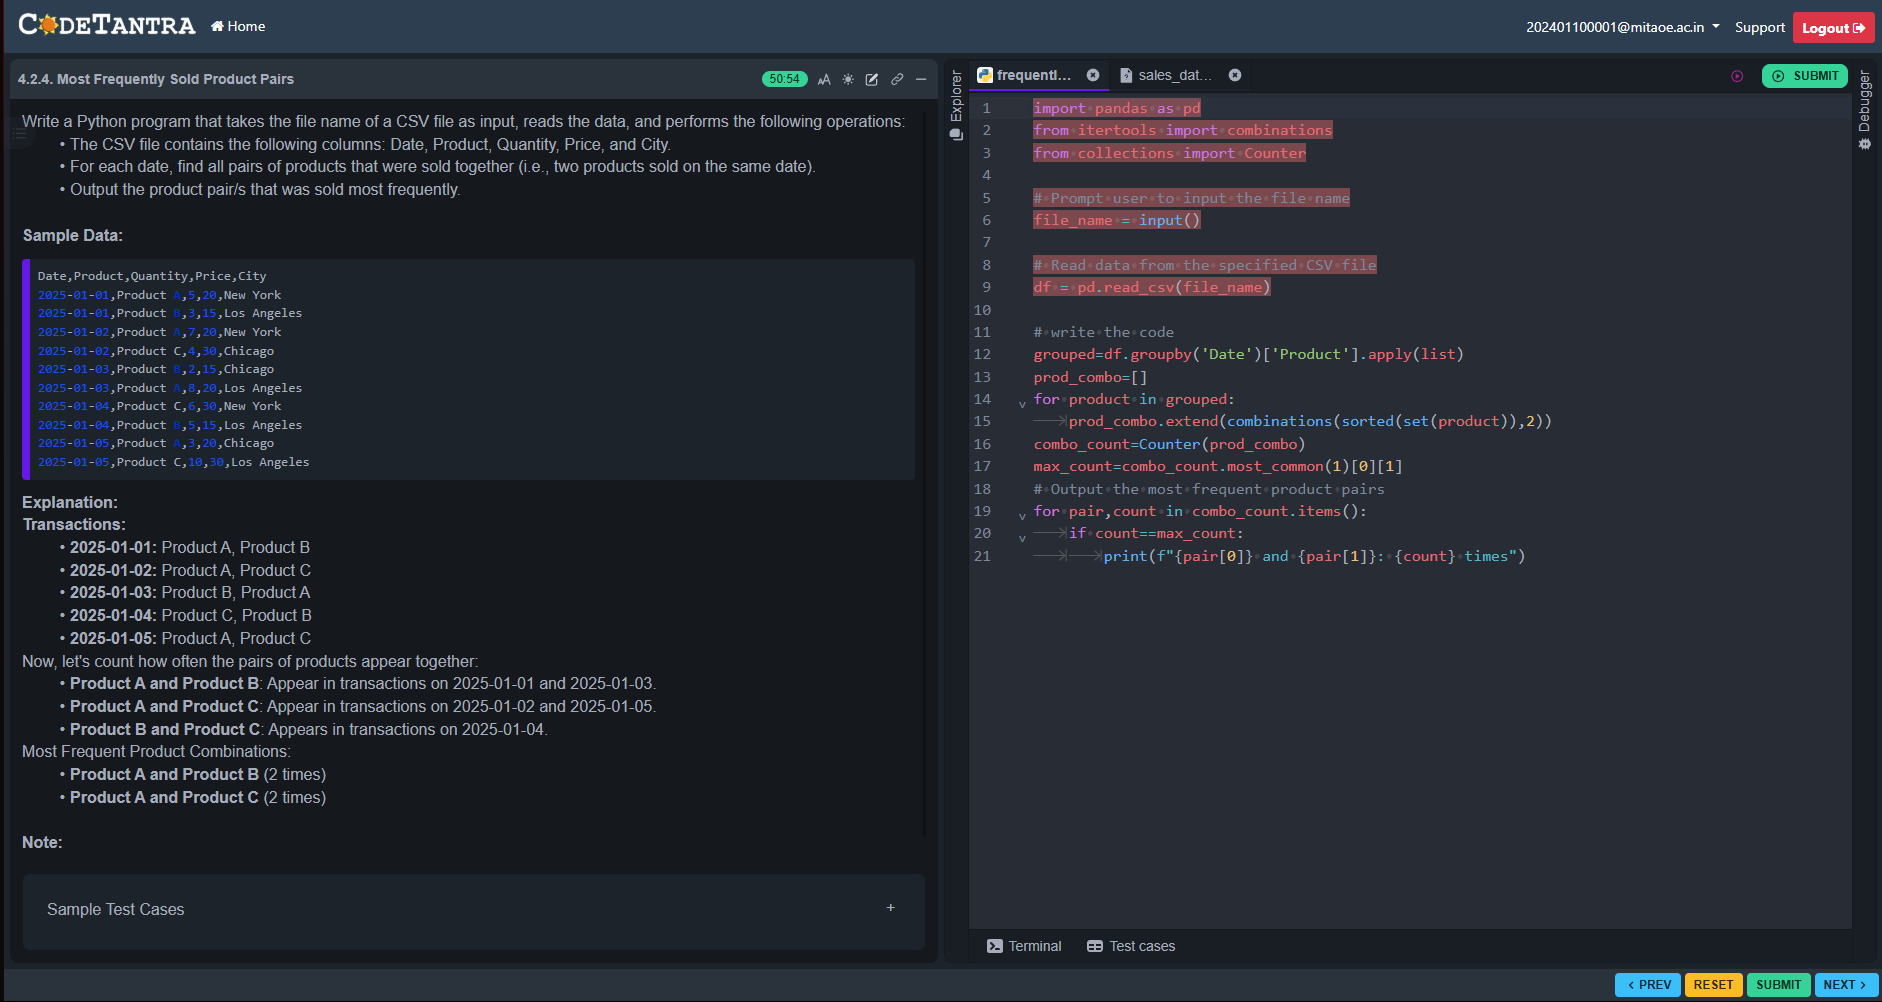 CODETANTRA
Home
202401100001@mitaoe.ac.in
Support
Logout
4.2.4. Most Frequently Sold Product Pairs
50:54
AA
Write a Python program that takes the file name of a CSV file as input, reads the data, and performs the following operations:
• The CSV file contains the following columns: Date, Product, Quantity, Price, and City.
• For each date, find all pairs of products that were sold together (i.e., two products sold on the same date).
• Output the product pair/s that was sold most frequently.
Sample Data:
Date,Product,Quantity,Price,City
2025-01-01,Product A,5,20,New York
2025-01-01,Product B,3,15,Los Angeles
2025-01-02,Product A,7,20,New York
2025-01-02,Product C,4,30,Chicago
2025-01-03,Product B,2,15,Chicago
2025-01-03,Product A,8,20,Los Angeles
2025-01-04,Product C,6,30,New York
2025-01-04,Product B,5,15,Los Angeles
2025-01-05,Product A,3,20,Chicago
2025-01-05,Product C,10,30,Los Angeles
Explanation:
Transactions:
• 2025-01-01: Product A, Product B
• 2025-01-02: Product A, Product C
• 2025-01-03: Product B, Product A
• 2025-01-04: Product C, Product B
• 2025-01-05: Product A, Product C
Now, let's count how often the pairs of products appear together:
• Product A and Product B: Appear in transactions on 2025-01-01 and 2025-01-03.
• Product A and Product C: Appear in transactions on 2025-01-02 and 2025-01-05.
• Product B and Product C: Appears in transactions on 2025-01-04.
Most Frequent Product Combinations:
• Product A and Product B (2 times)
• Product A and Product C (2 times)
Note:
Sample Test Cases
+
Explorer
frequentl...
sales_dat...
SUBMIT
Debugger
1 import pandas as pd
2 from itertools import combinations
3 from collections import Counter
4
5 # Prompt user to input the file name
6 file_name = input()
7
8 # Read data from the specified CSV file
9 df = pd.read_csv(file_name)
10
11 # write the code
12 grouped=df.groupby('Date')['Product'].apply(list)
13 prod_combo=[]
14 for product in grouped:
15 prod_combo.extend(combinations(sorted(set(product)),2))
16 combo_count=Counter(prod_combo)
17 max_count=combo_count.most_common(1)[0][1]
18 # Output the most frequent product pairs
19 for pair,count in combo_count.items():
20 if count==max_count:
21 print(f"{pair[0]} and {pair[1]}: {count} times")
Terminal
Test cases
< PREV
RESET
SUBMIT
NEXT >